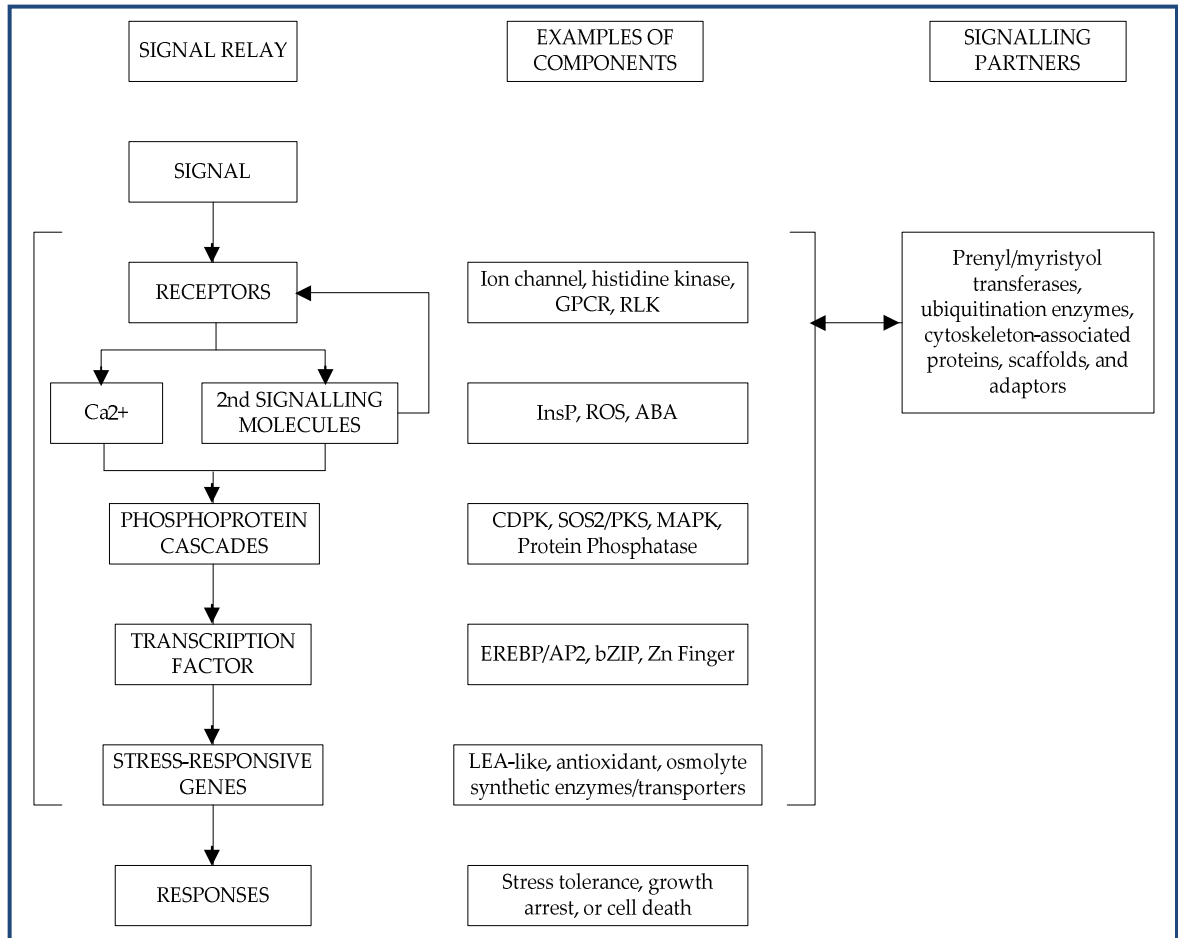 SIGNAL RELAY
EXAMPLES OF
COMPONENTS
SIGNALLING
PARTNERS
SIGNAL
RECEPTORS
Ion channel, histidine kinase,
GPCR, RLK
Prenyl/myristyol
transferases,
ubiquitination enzymes,
cytoskeleton-associated
proteins, scaffolds, and
adaptors
Ca2+
2nd SIGNALLING
MOLECULES
InsP, ROS, ABA
PHOSPHOPROTEIN
CASCADES
CDPK, SOS2/PKS, MAPK,
Protein Phosphatase
TRANSCRIPTION
FACTOR
EREBP/AP2, bZIP, Zn Finger
STRESS-RESPONSIVE
GENES
LEA-like, antioxidant, osmolyte
synthetic enzymes/transporters
RESPONSES
Stress tolerance, growth
arrest, or cell death